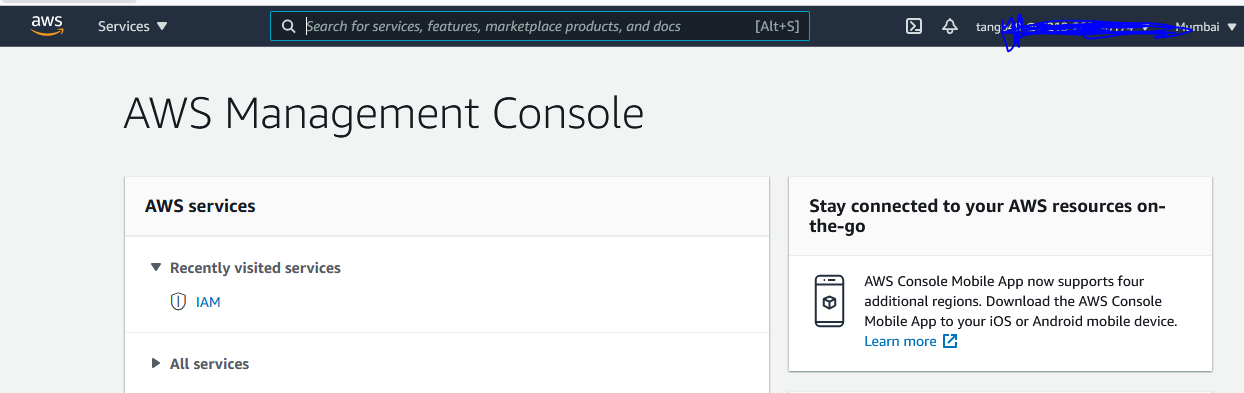 aws
Services
Search for services, features, marketplace products, and docs
[Alt+S]
Mumbai
AWS Management Console
AWS services
Recently visited services
IAM
All services
Stay connected to your AWS resources on-
the-go
AWS Console Mobile App now supports four
additional regions. Download the AWS Console
Mobile App to your iOS or Android mobile device.
Learn more